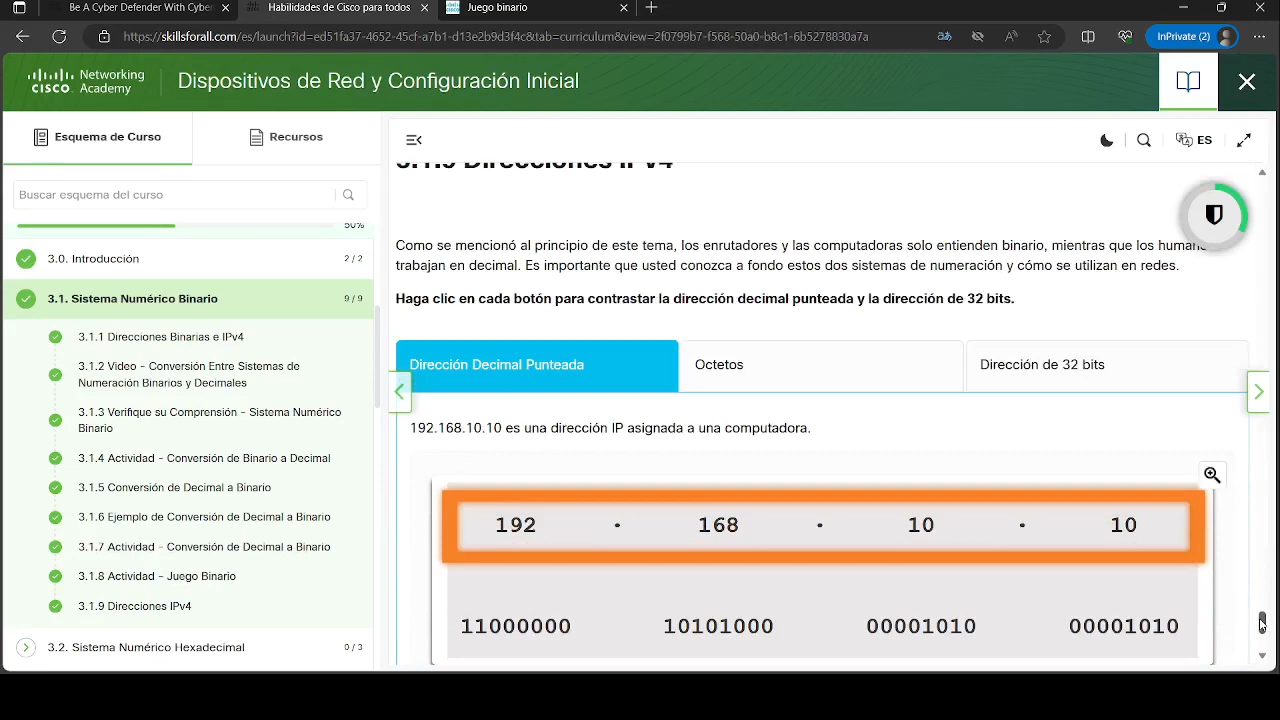 Be A Cyber Defender With Cyber
Habilidades de Cisco para todos
Juego binario
https://skillsforall.com/es/launch?id=ed51fa37-4652-45cf-a7b1-d13e2b9d3f4c&tab=curriculum&view=2f0799b7-f568-50a0-b8c1-6b5278830a7a
InPrivate (2)
cisco Networking Academy
Dispositivos de Red y Configuración Inicial
Esquema de Curso
Recursos
ES
Buscar esquema del curso
50%
3.0. Introducción 2 / 2
3.1. Sistema Numérico Binario 9 / 9
3.1.1 Direcciones Binarias e IPv4
3.1.2 Video - Conversión Entre Sistemas de
Numeración Binarios y Decimales
3.1.3 Verifique su Comprensión - Sistema Numérico
Binario
3.1.4 Actividad - Conversión de Binario a Decimal
3.1.5 Conversión de Decimal a Binario
3.1.6 Ejemplo de Conversión de Decimal a Binario
3.1.7 Actividad - Conversión de Decimal a Binario
3.1.8 Actividad - Juego Binario
3.1.9 Direcciones IPv4
3.2. Sistema Numérico Hexadecimal 0 / 3
3.1.9 Direcciones IPv4
Como se mencionó al principio de este tema, los enrutadores y las computadoras solo entienden binario, mientras que los humano
trabajan en decimal. Es importante que usted conozca a fondo estos dos sistemas de numeración y cómo se utilizan en redes.
Haga clic en cada botón para contrastar la dirección decimal punteada y la dirección de 32 bits.
Dirección Decimal Punteada
Octetos
Dirección de 32 bits
192.168.10.10 es una dirección IP asignada a una computadora.
192 . 168 . 10 . 10
11000000 10101000 00001010 00001010